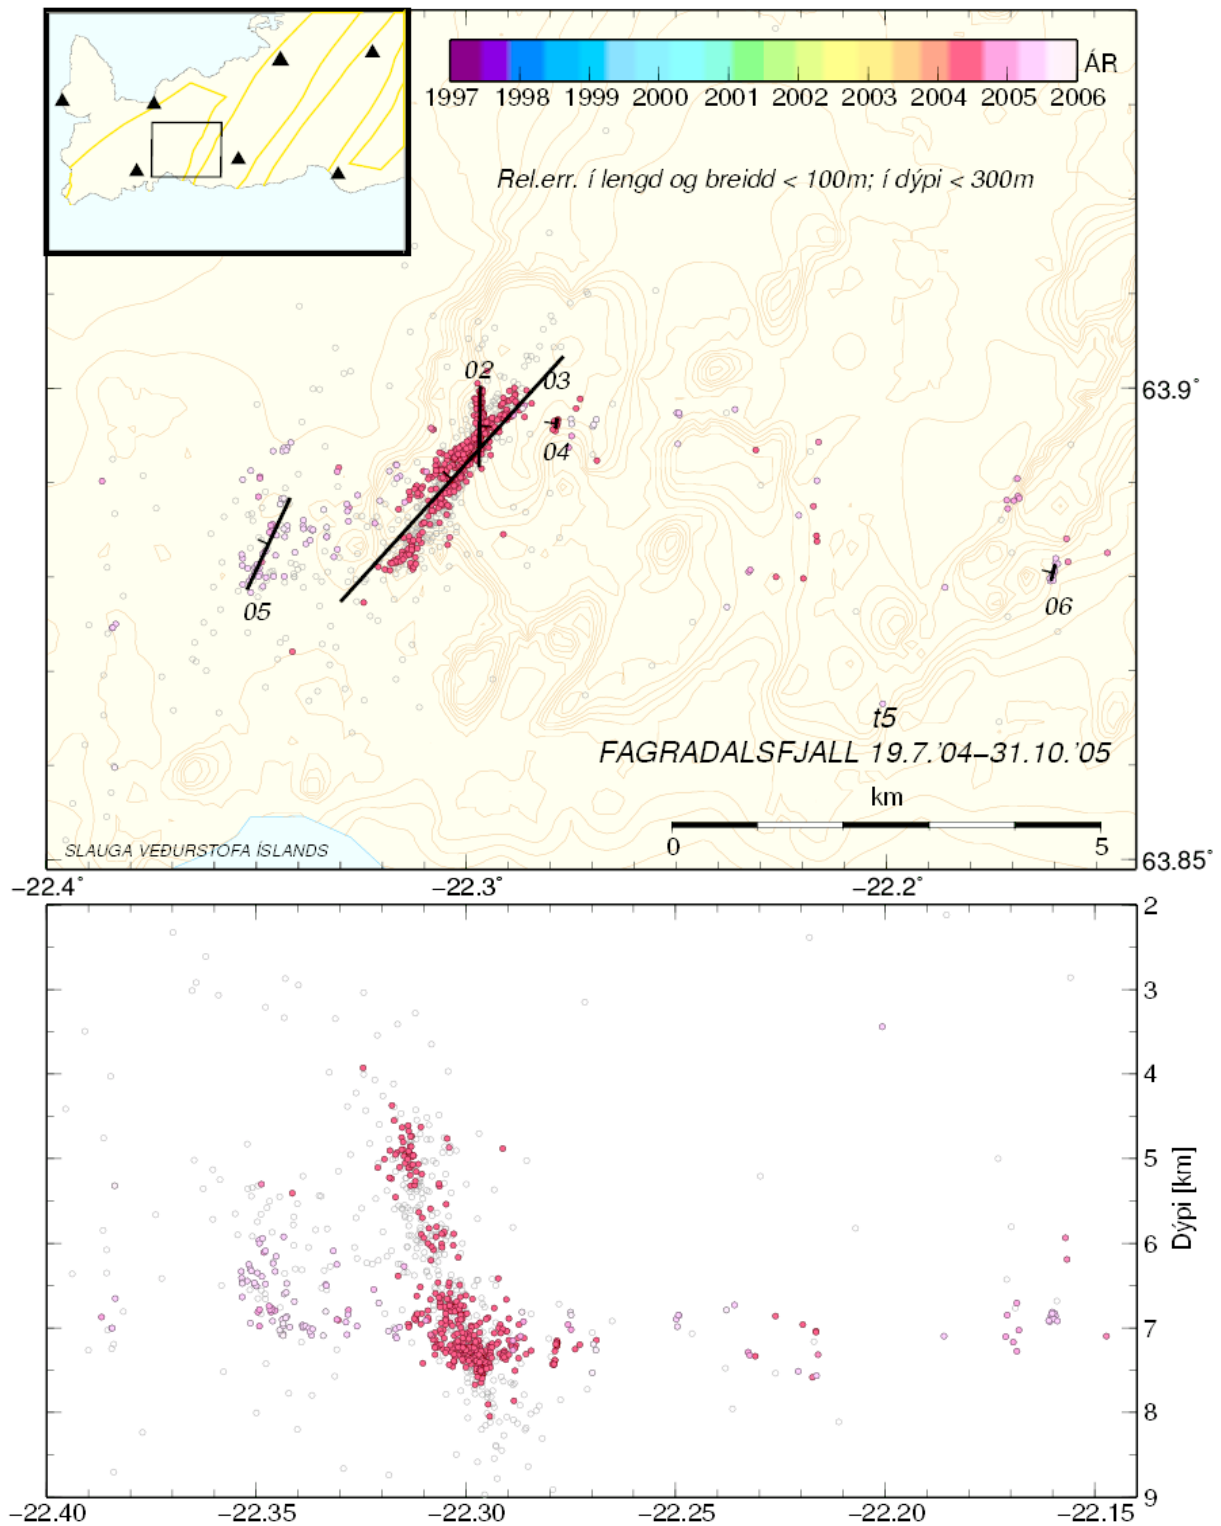 ÁR
1997 1998 1999 2000 2001 2002 2003 2004 2005 2006
Rel.err. í lengd og breidd < 100m; í dýpi < 300m
02
03
63.9°
04
05
06
t5
FAGRADALSFJALL 19.7.'04–31.10.'05
km
0 5
SLAUGA VEÐURSTOFA ÍSLANDS
63.85°
−22.4° −22.3° −22.2°
2
3
4
5
Dýpi [km]
6
7
8
9
−22.40 −22.35 −22.30 −22.25 −22.20 −22.15